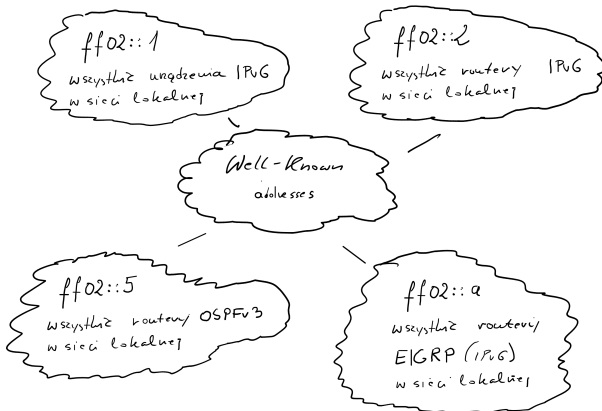 ff02::1
wszystkie urządzenia IPv6
w sieci lokalnej
ff02::2
wszystkie routery IPv6
w sieci lokalnej
Well-Known
addresses
ff02::5
wszystkie routery OSPFv3
w sieci lokalnej
ff02::a
wszystkie routery
EIGRP (IPv6)
w sieci lokalnej